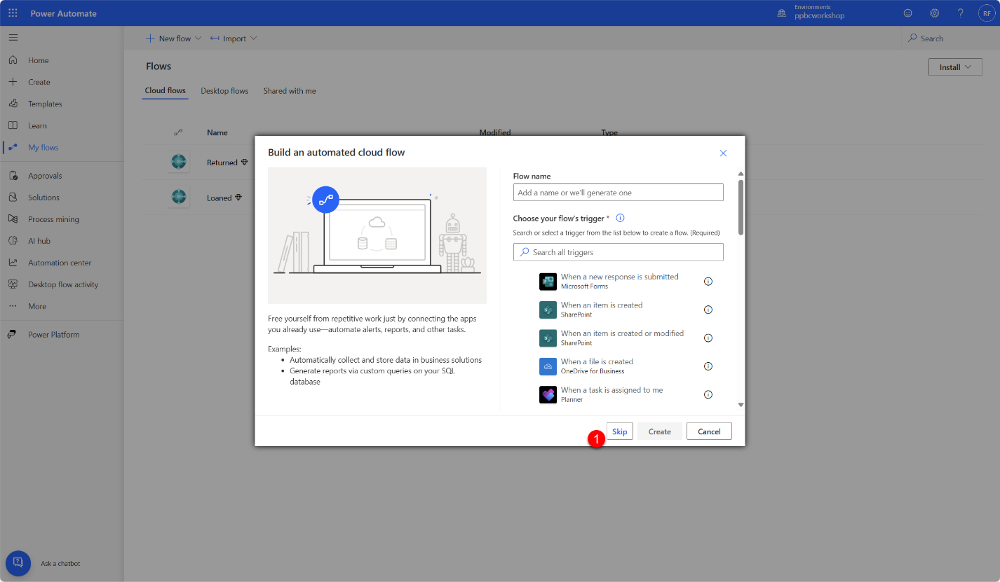 Power Automate
Environments
ppbcworkshop
RF
New flow
Import
Search
Home
Create
Templates
Learn
My flows
Approvals
Solutions
Process mining
AI hub
Automation center
Desktop flow activity
More
Power Platform
Ask a chatbot
Flows
Install
Cloud flows
Desktop flows
Shared with me
Name
Modified
Type
Returned
Loaned
Build an automated cloud flow
Free yourself from repetitive work just by connecting the apps
you already use—automate alerts, reports, and other tasks.
Examples:
• Automatically collect and store data in business solutions
• Generate reports via custom queries on your SQL
database
Flow name
Add a name or we'll generate one
Choose your flow's trigger *
Search or select a trigger from the list below to create a flow. (Required)
Search all triggers
When a new response is submitted
Microsoft Forms
When an item is created
SharePoint
When an item is created or modified
SharePoint
When a file is created
OneDrive for Business
When a task is assigned to me
Planner
1
Skip
Create
Cancel